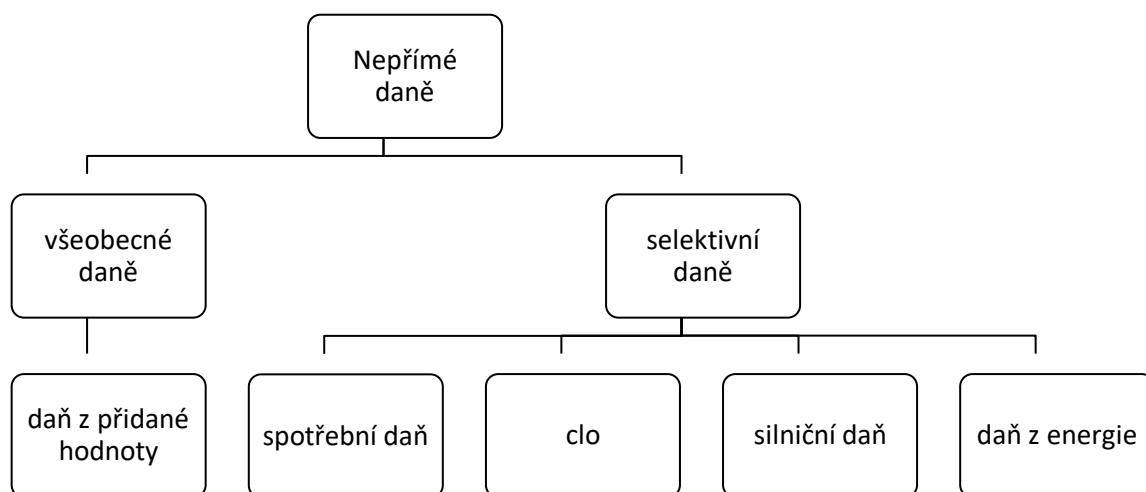 Nepřímé
daně
všeobecné
daně
selektivní
daně
daň z přidané
hodnoty
spotřební daň
clo
silniční daň
daň z energie